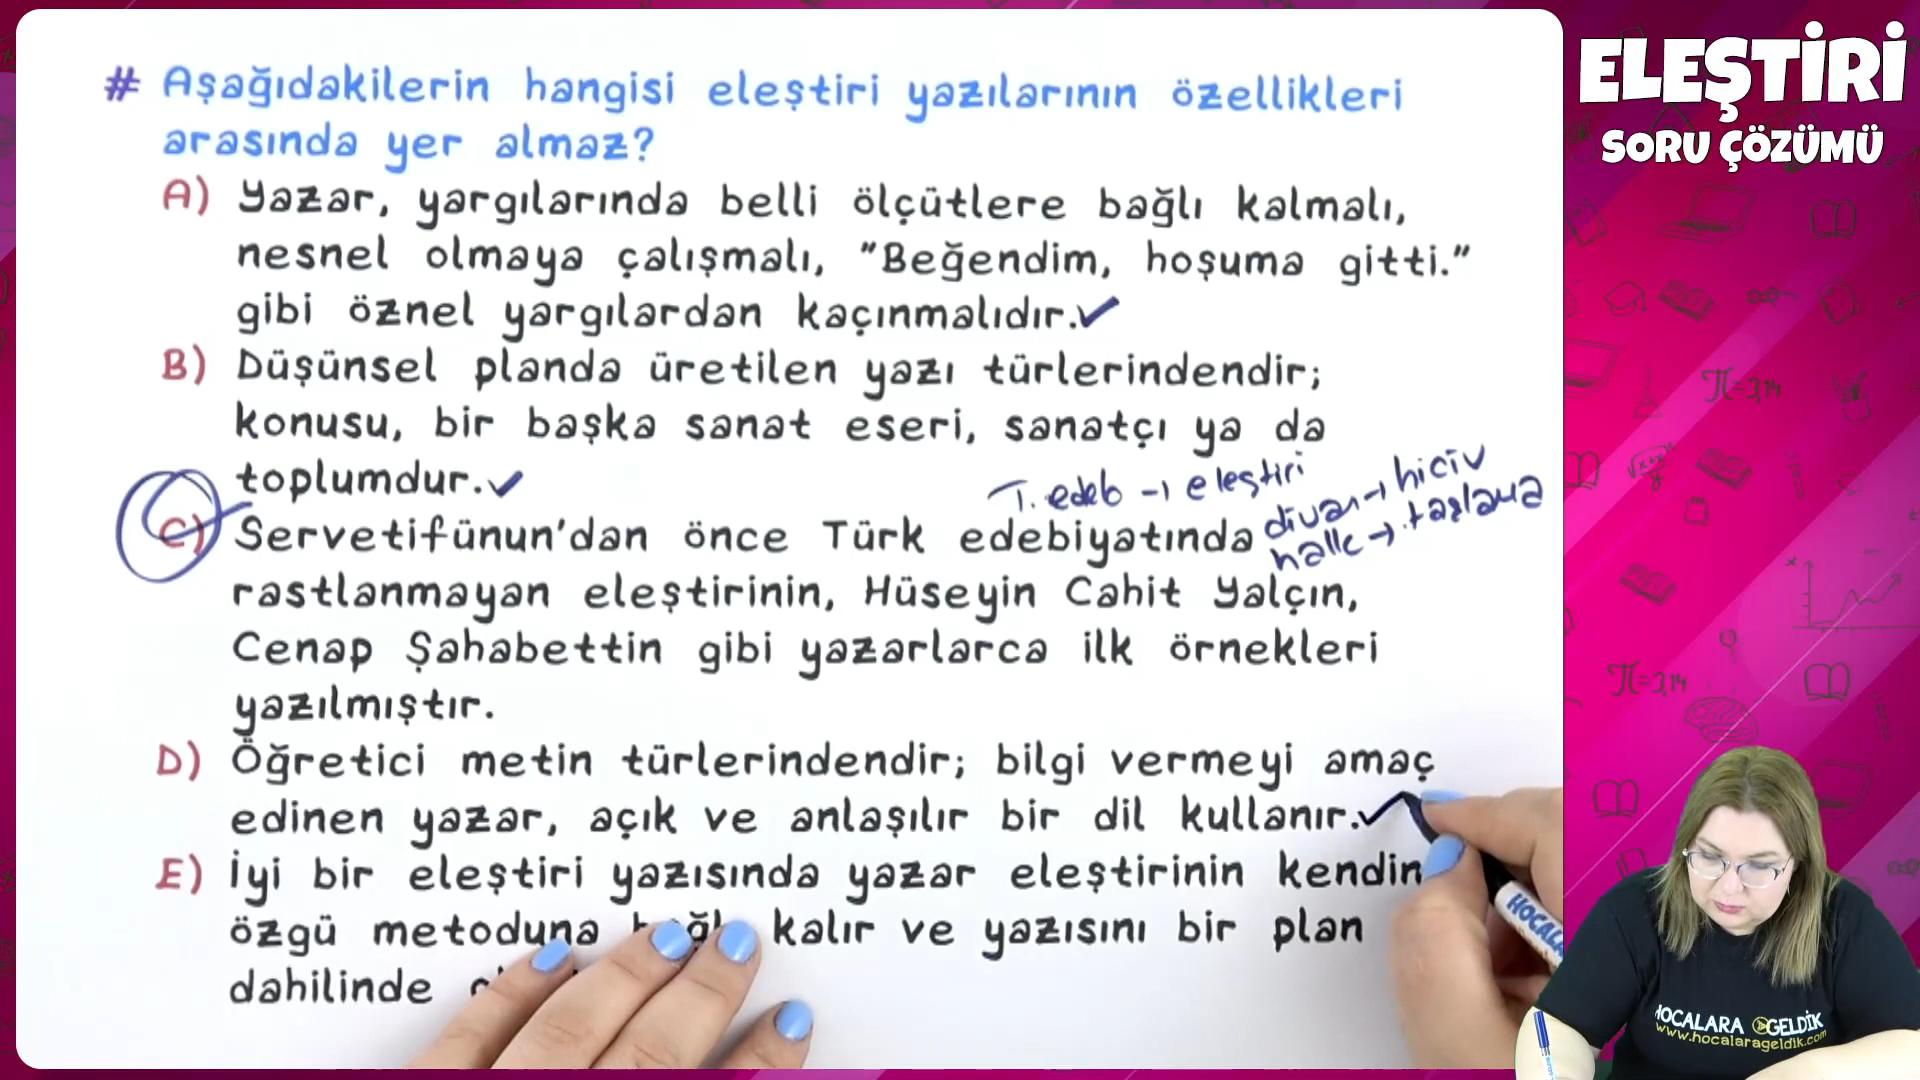 ELEŞTİRİ
SORU ÇÖZÜMÜ
# Aşağıdakilerin hangisi eleştiri yazılarının özellikleri
arasında yer almaz?
A) Yazar, yargılarında belli ölçütlere bağlı kalmalı,
nesnel olmaya çalışmalı, "Beğendim, hoşuma gitti."
gibi öznel yargılardan kaçınmalıdır.
B) Düşünsel planda üretilen yazı türlerindendir;
konusu, bir başka sanat eseri, sanatçı ya da
toplumdur.
T. edeb → eleştiri
divan → hiciv
halk → taşlama
C) Servetifünun'dan önce Türk edebiyatında
rastlanmayan eleştirinin, Hüseyin Cahit Yalçın,
Cenap Şahabettin gibi yazarlarca ilk örnekleri
yazılmıştır.
D) Öğretici metin türlerindendir; bilgi vermeyi amaç
edinen yazar, açık ve anlaşılır bir dil kullanır.
E) İyi bir eleştiri yazısında yazar eleştirinin
özgü metoduna kalır ve yazısını bir plan
dahilinde
π=3,14
π=3,14
HOCALARA GELDİK
www.hocalarageldik.com